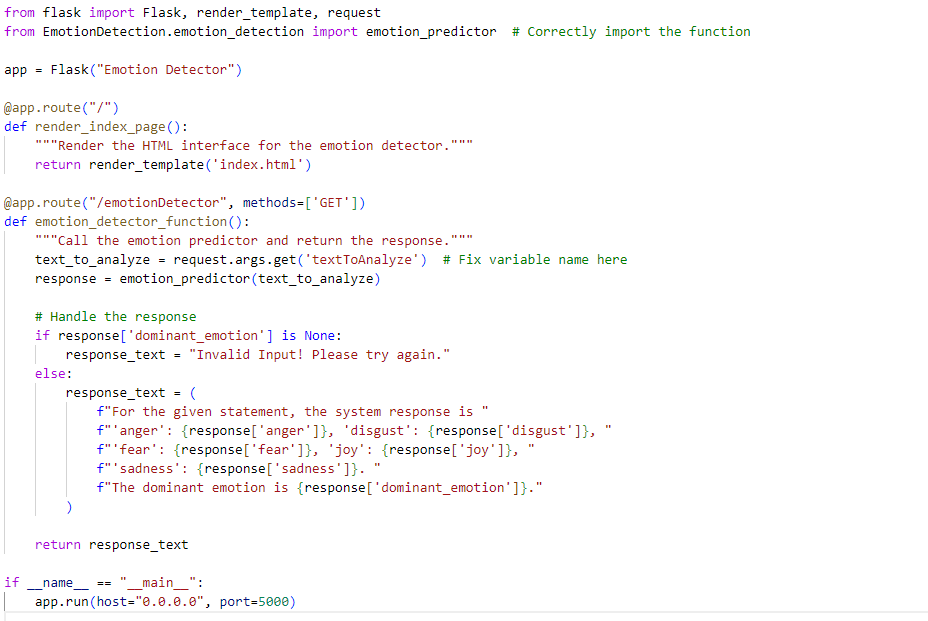 from flask import Flask, render_template, request
from EmotionDetection.emotion_detection import emotion_predictor  # Correctly import the function

app = Flask("Emotion Detector")

@app.route("/")
def render_index_page():
    """Render the HTML interface for the emotion detector."""
    return render_template('index.html')

@app.route("/emotionDetector", methods=['GET'])
def emotion_detector_function():
    """Call the emotion predictor and return the response."""
    text_to_analyze = request.args.get('textToAnalyze')  # Fix variable name here
    response = emotion_predictor(text_to_analyze)

    # Handle the response
    if response['dominant_emotion'] is None:
        response_text = "Invalid Input! Please try again."
    else:
        response_text = (
            f"For the given statement, the system response is "
            f"'anger': {response['anger']}, 'disgust': {response['disgust']}, "
            f"'fear': {response['fear']}, 'joy': {response['joy']}, "
            f"'sadness': {response['sadness']}. "
            f"The dominant emotion is {response['dominant_emotion']}."
        )

    return response_text

if __name__ == "__main__":
    app.run(host="0.0.0.0", port=5000)